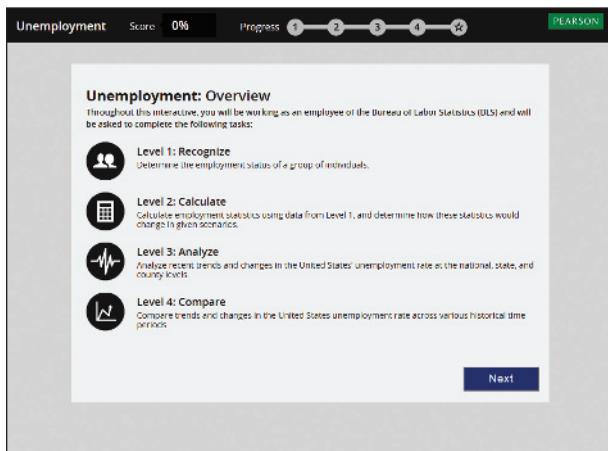 Unemployment Score 0% Progress 1 2 3 4 PEARSON
Unemployment: Overview
Throughout this interactive, you will be working as an employee of the Bureau of Labor Statistics (BLS) and will
be asked to complete the following tasks:
Level 1: Recognize
Determine the employment status of a group of individuals.
Level 2: Calculate
Calculate employment statistics using data from Level 1, and determine how these statistics would
change in given scenarios.
Level 3: Analyze
Analyze recent trends and changes in the United States' unemployment rate at the national, state, and
county levels
Level 4: Compare
Compare trends and changes in the United States unemployment rate across various historical time
periods
Next